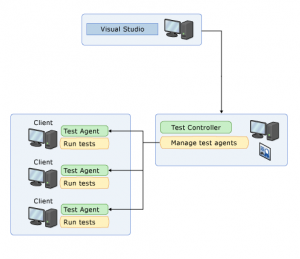 Visual Studio
Test Controller
Manage test agents
Client
Test Agent
Run tests
Client
Test Agent
Run tests
Client
Test Agent
Run tests